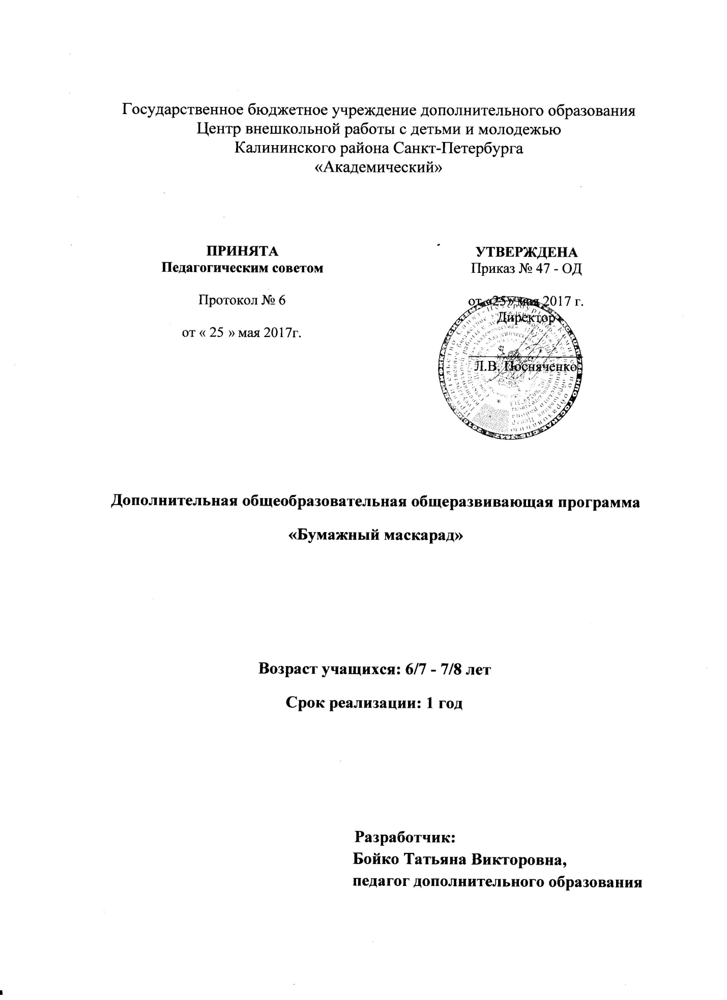 Государственное бюджетное учреждение дополнительного образования
Центр внешкольной работы с детьми и молодежью
Калининского района Санкт-Петербурга
«Академический»
ПРИНЯТА
Педагогическим советом
Протокол № 6
от « 25 » мая 2017г.
УТВЕРЖДЕНА
Приказ № 47 - ОД
от «25» мая 2017 г.
Директор
Л.В. Посняченко
Дополнительная общеобразовательная общеразвивающая программа
«Бумажный маскарад»
Возраст учащихся: 6/7 - 7/8 лет
Срок реализации: 1 год
Разработчик:
Бойко Татьяна Викторовна,
педагог дополнительного образования